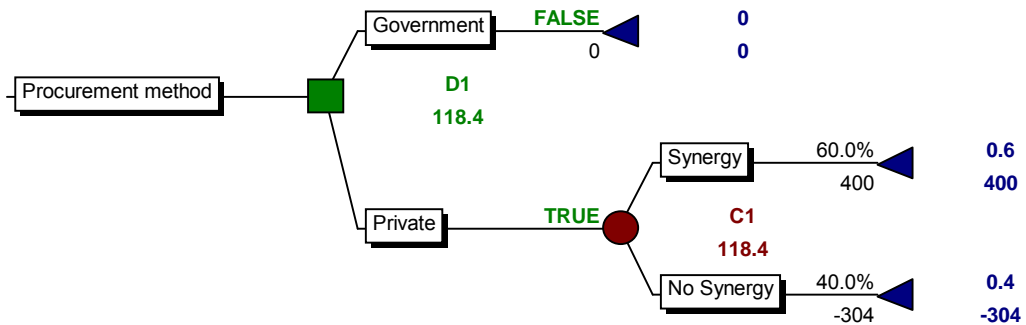 Government
FALSE
0
0
0
Procurement method
D1
118.4
Synergy
60.0%
0.6
400
400
Private
TRUE
C1
118.4
No Synergy
40.0%
0.4
-304
-304